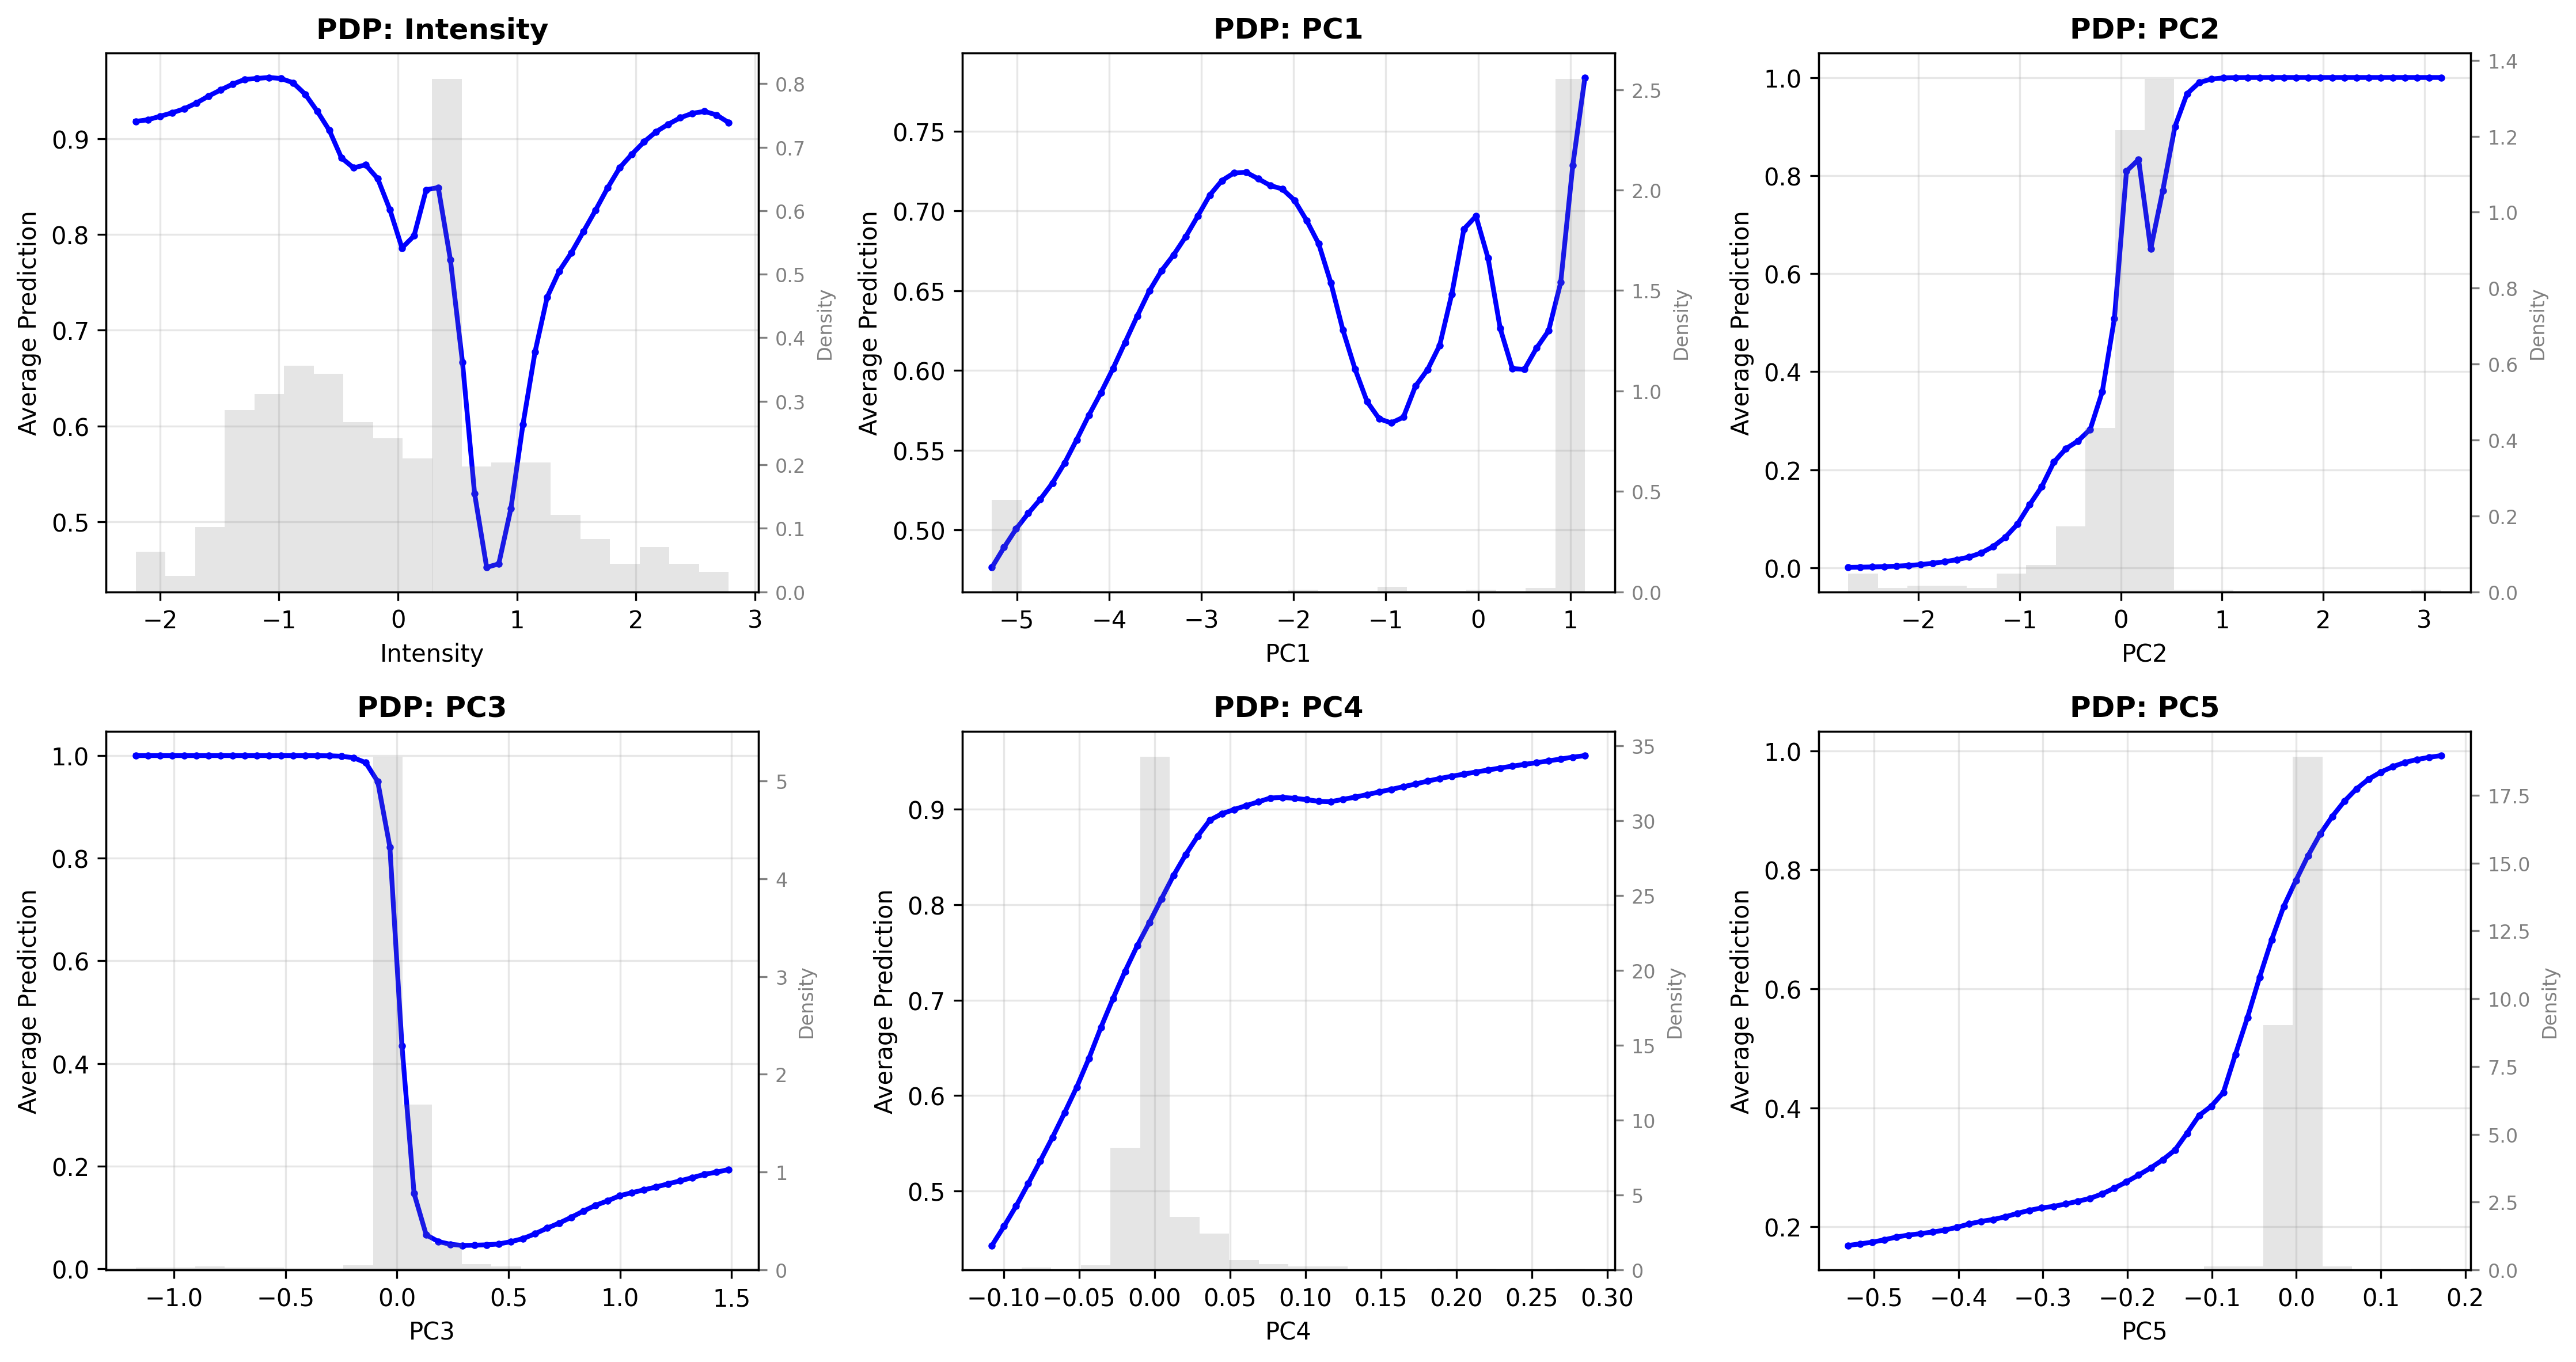 PDP: Intensity
Average Prediction
0.9
0.8
0.7
0.6
0.5
0.8
0.7
0.6
0.5
0.4
0.3
0.2
0.1
0.0
Density
−2 −1 0 1 2 3
Intensity
PDP: PC1
Average Prediction
0.75
0.70
0.65
0.60
0.55
0.50
2.5
2.0
1.5
1.0
0.5
0.0
Density
−5 −4 −3 −2 −1 0 1
PC1
PDP: PC2
Average Prediction
1.0
0.8
0.6
0.4
0.2
0.0
1.4
1.2
1.0
0.8
0.6
0.4
0.2
0.0
Density
−2 −1 0 1 2 3
PC2
PDP: PC3
Average Prediction
1.0
0.8
0.6
0.4
0.2
0.0
5
4
3
2
1
0
Density
−1.0 −0.5 0.0 0.5 1.0 1.5
PC3
PDP: PC4
Average Prediction
0.9
0.8
0.7
0.6
0.5
35
30
25
20
15
10
5
0
Density
−0.10 −0.05 0.00 0.05 0.10 0.15 0.20 0.25 0.30
PC4
PDP: PC5
Average Prediction
1.0
0.8
0.6
0.4
0.2
17.5
15.0
12.5
10.0
7.5
5.0
2.5
0.0
Density
−0.5 −0.4 −0.3 −0.2 −0.1 0.0 0.1 0.2
PC5